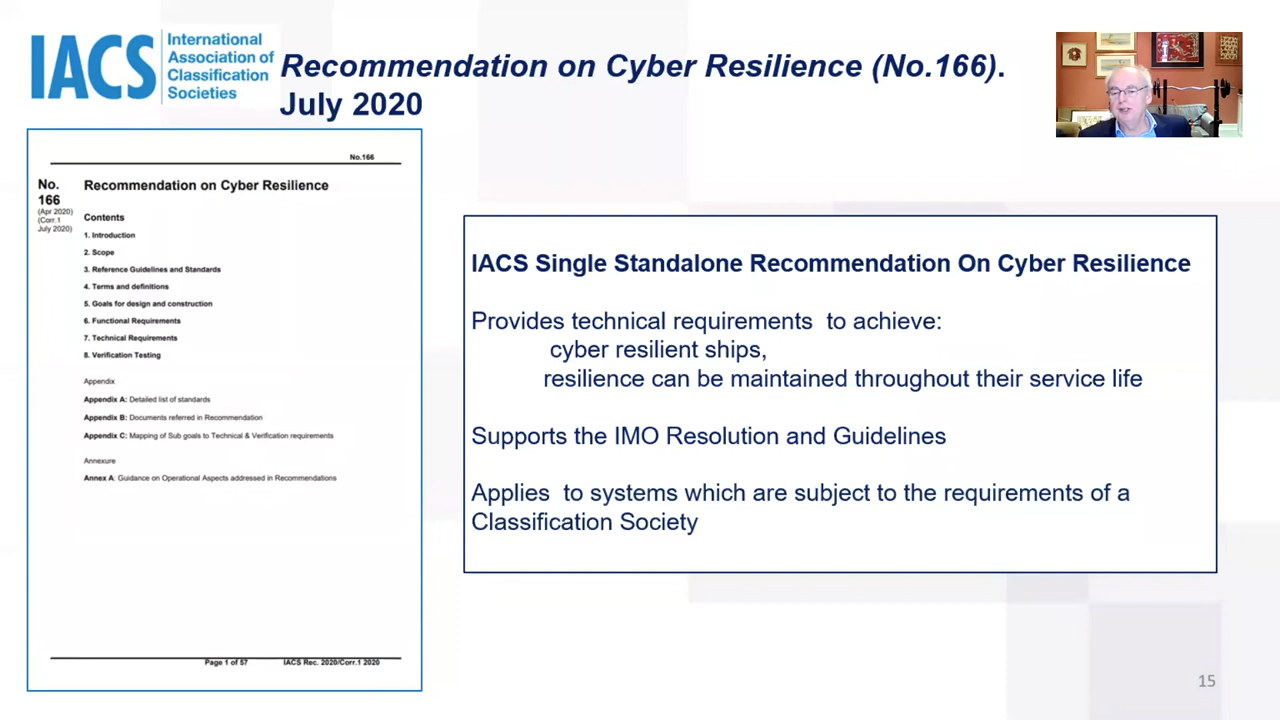 IACS
International
Association of
Classification
Societies
Recommendation on Cyber Resilience (No.166).
July 2020
No.166
No.
166
(Apr 2020)
(Corr.1
July 2020)
Recommendation on Cyber Resilience
Contents
1. Introduction
2. Scope
3. Reference Guidelines and Standards
4. Terms and definitions
5. Goals for design and construction
6. Functional Requirements
7. Technical Requirements
8. Verification Testing
Appendix
Appendix A: Detailed list of standards
Appendix B: Documents referred in Recommendation
Appendix C: Mapping of Sub goals to Technical & Verification requirements
Annexure
Annex A: Guidance on Operational Aspects addressed in Recommendations
Page 1 of 57 IACS Rec. 2020/Corr.1 2020
IACS Single Standalone Recommendation On Cyber Resilience
Provides technical requirements to achieve:
cyber resilient ships,
resilience can be maintained throughout their service life
Supports the IMO Resolution and Guidelines
Applies to systems which are subject to the requirements of a
Classification Society
15